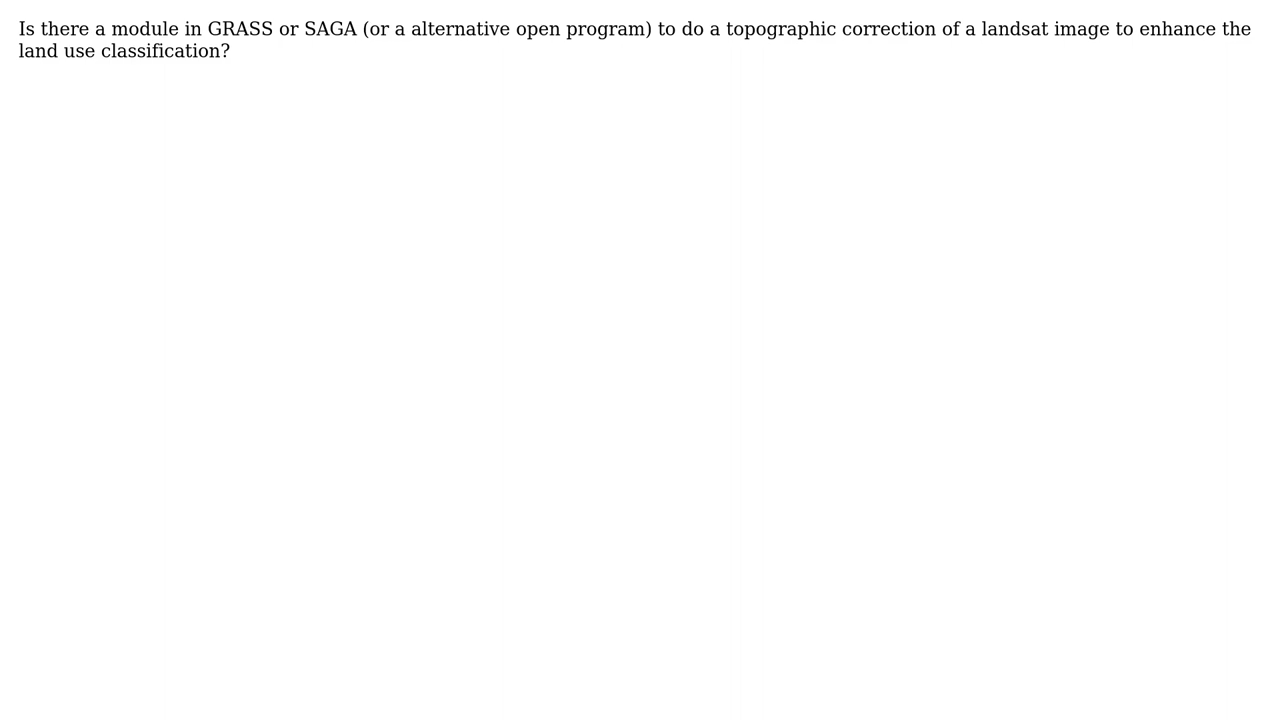 Is there a module in GRASS or SAGA (or a alternative open program) to do a topographic correction of a landsat image to enhance the
land use classification?